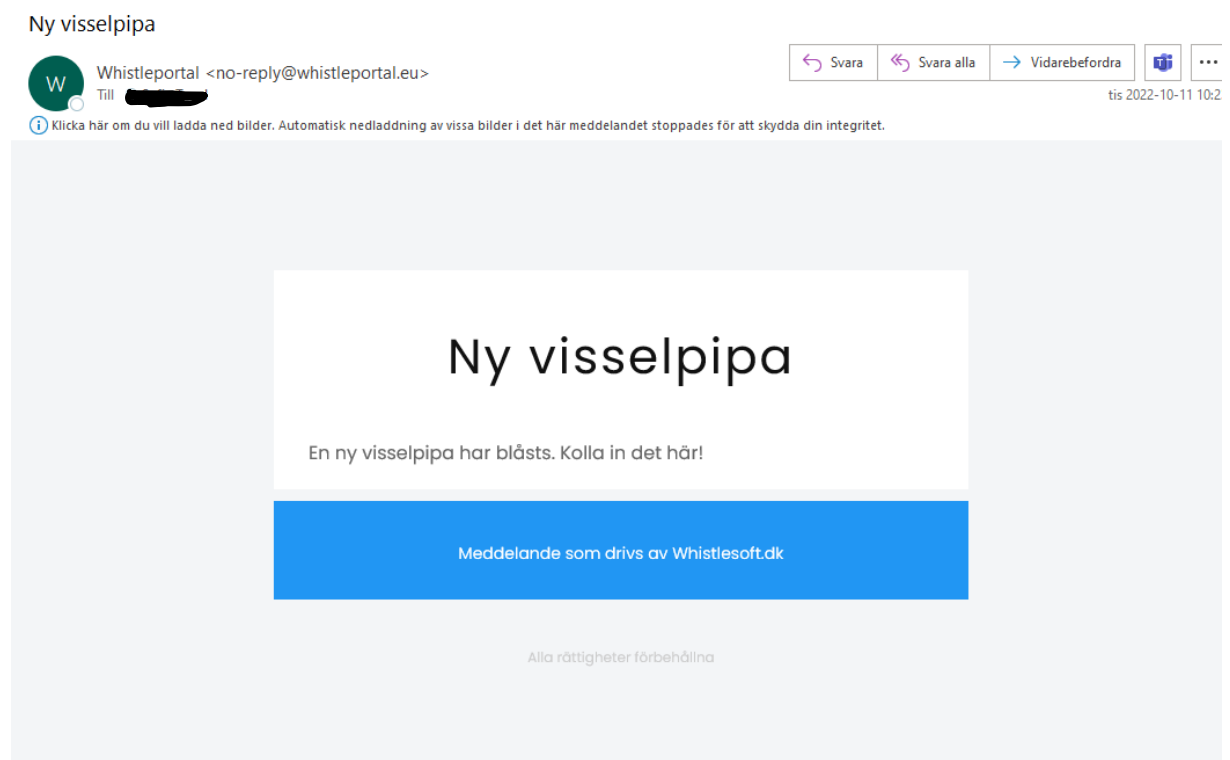 Ny visselpipa
W
Whistleportal <no-reply@whistleportal.eu>
Till
Svara
Svara alla
Vidarebefordra
tis 2022-10-11 10:2
Klicka här om du vill ladda ned bilder. Automatisk nedladdning av vissa bilder i det här meddelandet stoppades för att skydda din integritet.
Ny visselpipa
En ny visselpipa har blåsts. Kolla in det här!
Meddelande som drivs av Whistlesoft.dk
Alla rättigheter förbehållna